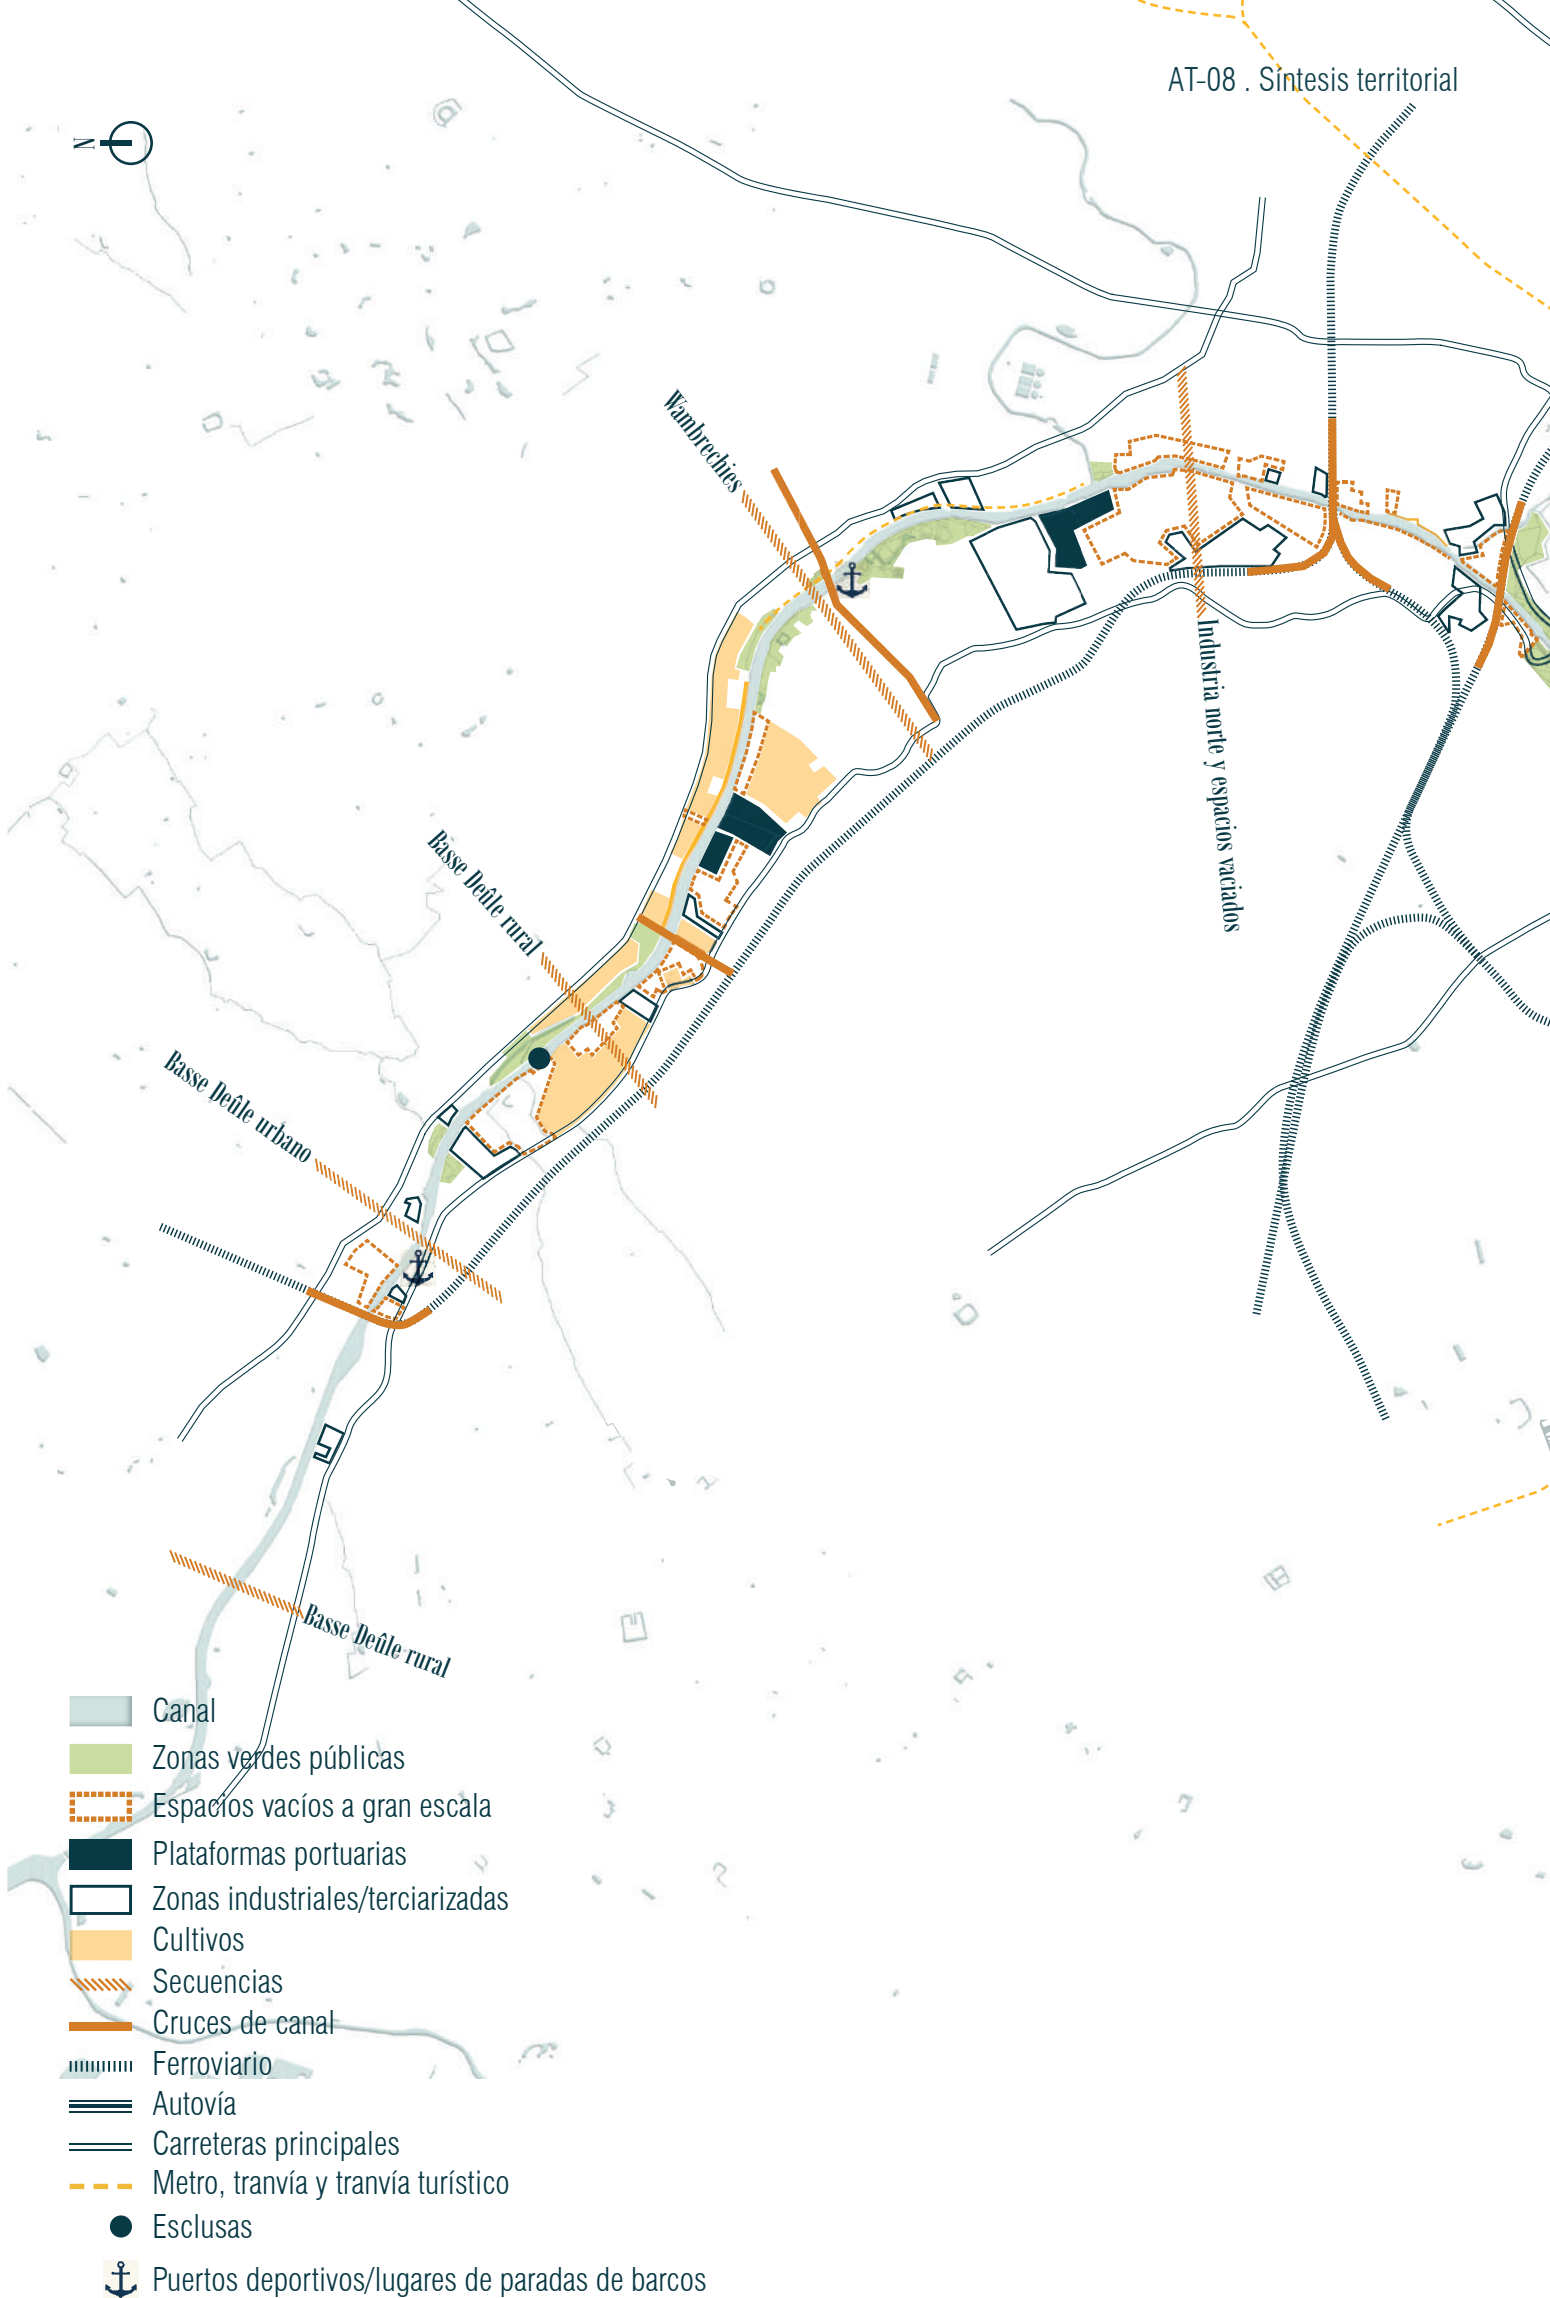 AT-08 . Síntesis territorial
N
Wambrechies
Industria norte y espacios vaciados
Basse Deûle rural
Basse Deûle urbano
Basse Deûle rural
Canal
Zonas verdes públicas
Espacios vacíos a gran escala
Plataformas portuarias
Zonas industriales/terciarizadas
Cultivos
Secuencias
Cruces de canal
Ferroviario
Autovía
Carreteras principales
Metro, tranvía y tranvía turístico
Esclusas
Puertos deportivos/lugares de paradas de barcos